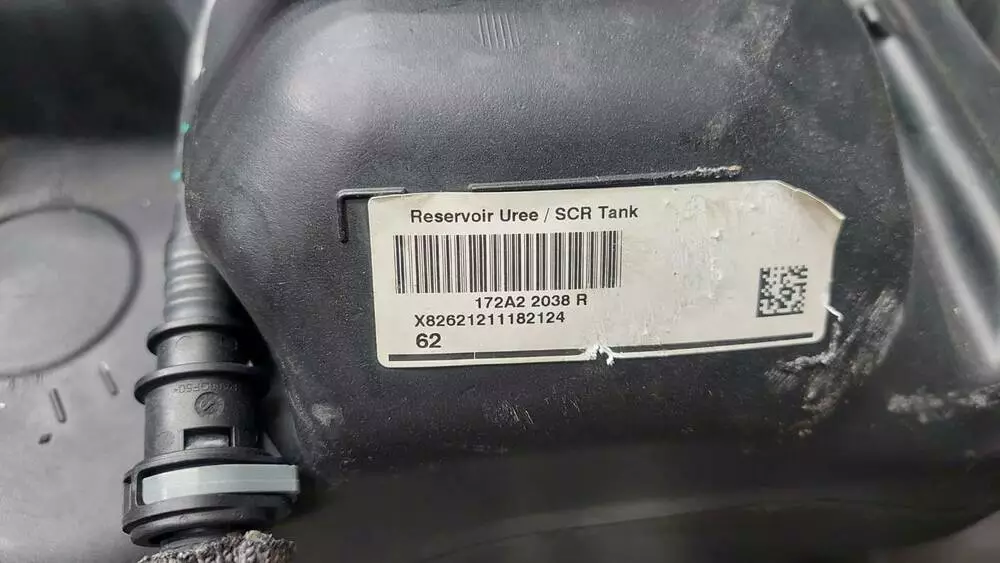 Reservoir Uree / SCR Tank
172A2 2038 R
X82621211182124
62